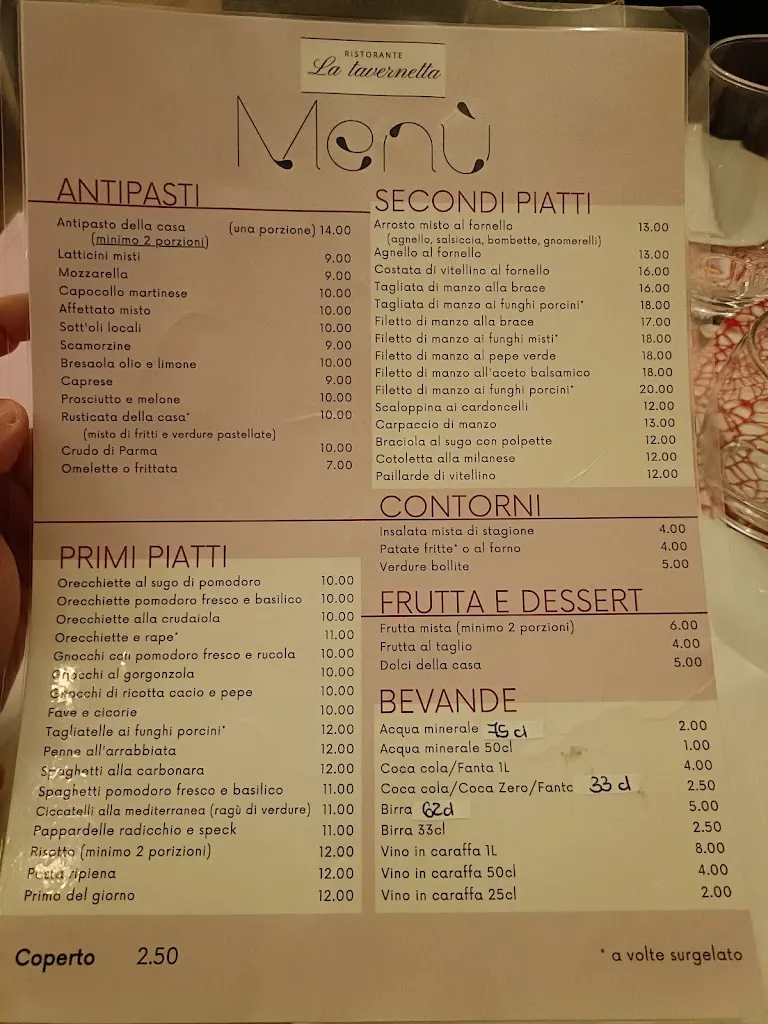 RISTORANTE
La tavernetta
Menù
ANTIPASTI
Antipasto della casa (una porzione) 14.00
(minimo 2 porzioni)
Latticini misti 9.00
Mozzarella 9.00
Capocollo martinese 10.00
Affettato misto 10.00
Sott'oli locali 10.00
Scamorzine 9.00
Bresaola olio e limone 10.00
Caprese 9.00
Prosciutto e melone 10.00
Rusticata della casa* 10.00
(misto di fritti e verdure pastellate)
Crudo di Parma 10.00
Omelette o frittata 7.00
PRIMI PIATTI
Orecchiette al sugo di pomodoro 10.00
Orecchiette pomodoro fresco e basilico 10.00
Orecchiette alla crudaiola 10.00
Orecchiette e rape* 11.00
Gnocchi con pomodoro fresco e rucola 10.00
Gnocchi al gorgonzola 10.00
Gnocchi di ricotta cacio e pepe 10.00
Fave e cicorie 10.00
Tagliatelle ai funghi porcini* 12.00
Penne all'arrabbiata 12.00
Spaghetti alla carbonara 12.00
Spaghetti pomodoro fresco e basilico 11.00
Ciccatelli alla mediterranea (ragù di verdure) 11.00
Pappardelle radicchio e speck 11.00
Risotto (minimo 2 porizioni) 12.00
Pasta ripiena 12.00
Primo del giorno 12.00
SECONDI PIATTI
Arrosto misto al fornello 13.00
(agnello, salsiccia, bombette, gnomerelli)
Agnello al fornello 13.00
Costata di vitellino al fornello 16.00
Tagliata di manzo alla brace 16.00
Tagliata di manzo ai funghi porcini* 18.00
Filetto di manzo alla brace 17.00
Filetto di manzo ai funghi misti* 18.00
Filetto di manzo al pepe verde 18.00
Filetto di manzo all'aceto balsamico 18.00
Filetto di manzo ai funghi porcini* 20.00
Scaloppina ai cardoncelli 12.00
Carpaccio di manzo 13.00
Braciola al sugo con polpette 12.00
Cotoletta alla milanese 12.00
Paillarde di vitellino 12.00
CONTORNI
Insalata mista di stagione 4.00
Patate fritte* o al forno 4.00
Verdure bollite 5.00
FRUTTA E DESSERT
Frutta mista (minimo 2 porzioni) 6.00
Frutta al taglio 4.00
Dolci della casa 5.00
BEVANDE
Acqua minerale 75 cl 2.00
Acqua minerale 50cl 1.00
Coca cola/Fanta 1L 4.00
Coca cola/Coca Zero/Fanta 33 cl 2.50
Birra 62cl 5.00
Birra 33cl 2.50
Vino in caraffa 1L 8.00
Vino in caraffa 50cl 4.00
Vino in caraffa 25cl 2.00
Coperto 2.50
* a volte surgelato